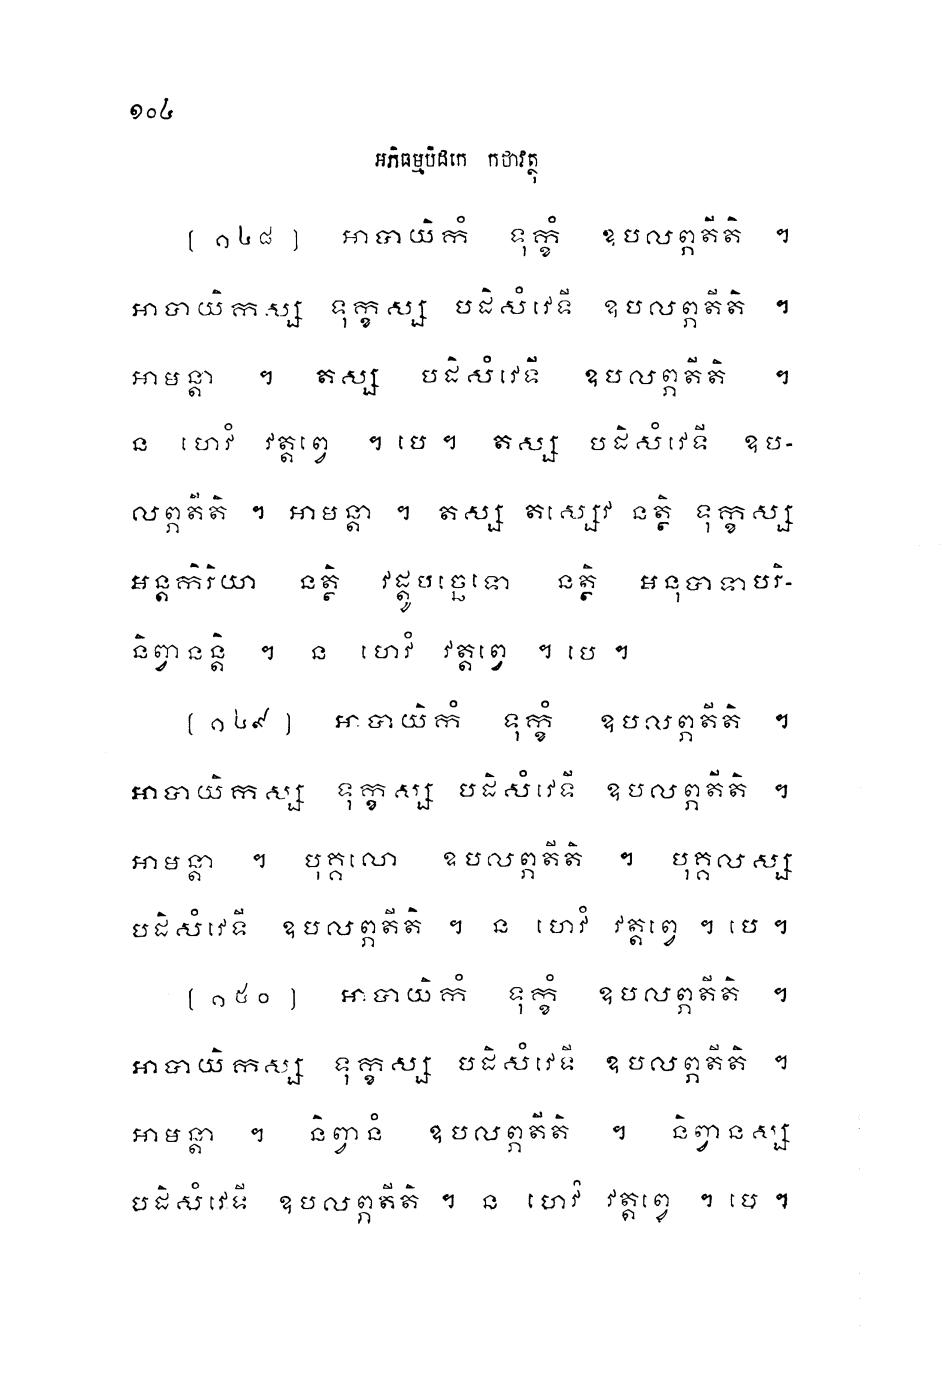 ១០៤
អភិធម្មបិដកេ កថាវត្ថុ
[ ១៤៨ ] អាបាយិកំ ទុក្ខំ ឧបលព្ភតីតិ ។
អាបាយិកស្ស ទុក្ខស្ស បដិសំវេទី ឧបលព្ភតីតិ ។
អាមន្តា ។ តស្ស បដិសំវេទី ឧបលព្ភតីតិ ។
ន ហេវំ វត្តព្វេ ។ បេ ។ តស្ស បដិសំវេទី ឧប-
លព្ភតីតិ ។ អាមន្តា ។ តស្ស តស្សេវ នត្ថិ ទុក្ខស្ស
អន្តកិរិយា នត្ថិ វដ្តូបច្ឆេទោ នត្ថិ អនុបាទាបរិ-
និព្វានន្តិ ។ ន ហេវំ វត្តព្វេ ។ បេ ។
[ ១៤៩ ] អាបាយិកំ ទុក្ខំ ឧបលព្ភតីតិ ។
អាបាយិកស្ស ទុក្ខស្ស បដិសំវេទី ឧបលព្ភតីតិ ។
អាមន្តា ។ បុគ្គលោ ឧបលព្ភតីតិ ។ បុគ្គលស្ស
បដិសំវេទី ឧបលព្ភតីតិ ។ ន ហេវំ វត្តព្វេ ។ បេ ។
[ ១៥០ ] អាបាយិកំ ទុក្ខំ ឧបលព្ភតីតិ ។
អាបាយិកស្ស ទុក្ខស្ស បដិសំវេទី ឧបលព្ភតីតិ ។
អាមន្តា ។ និព្វានំ ឧបលព្ភតីតិ ។ និព្វានស្ស
បដិសំវេទី ឧបលព្ភតីតិ ។ ន ហេវំ វត្តព្វេ ។ បេ ។